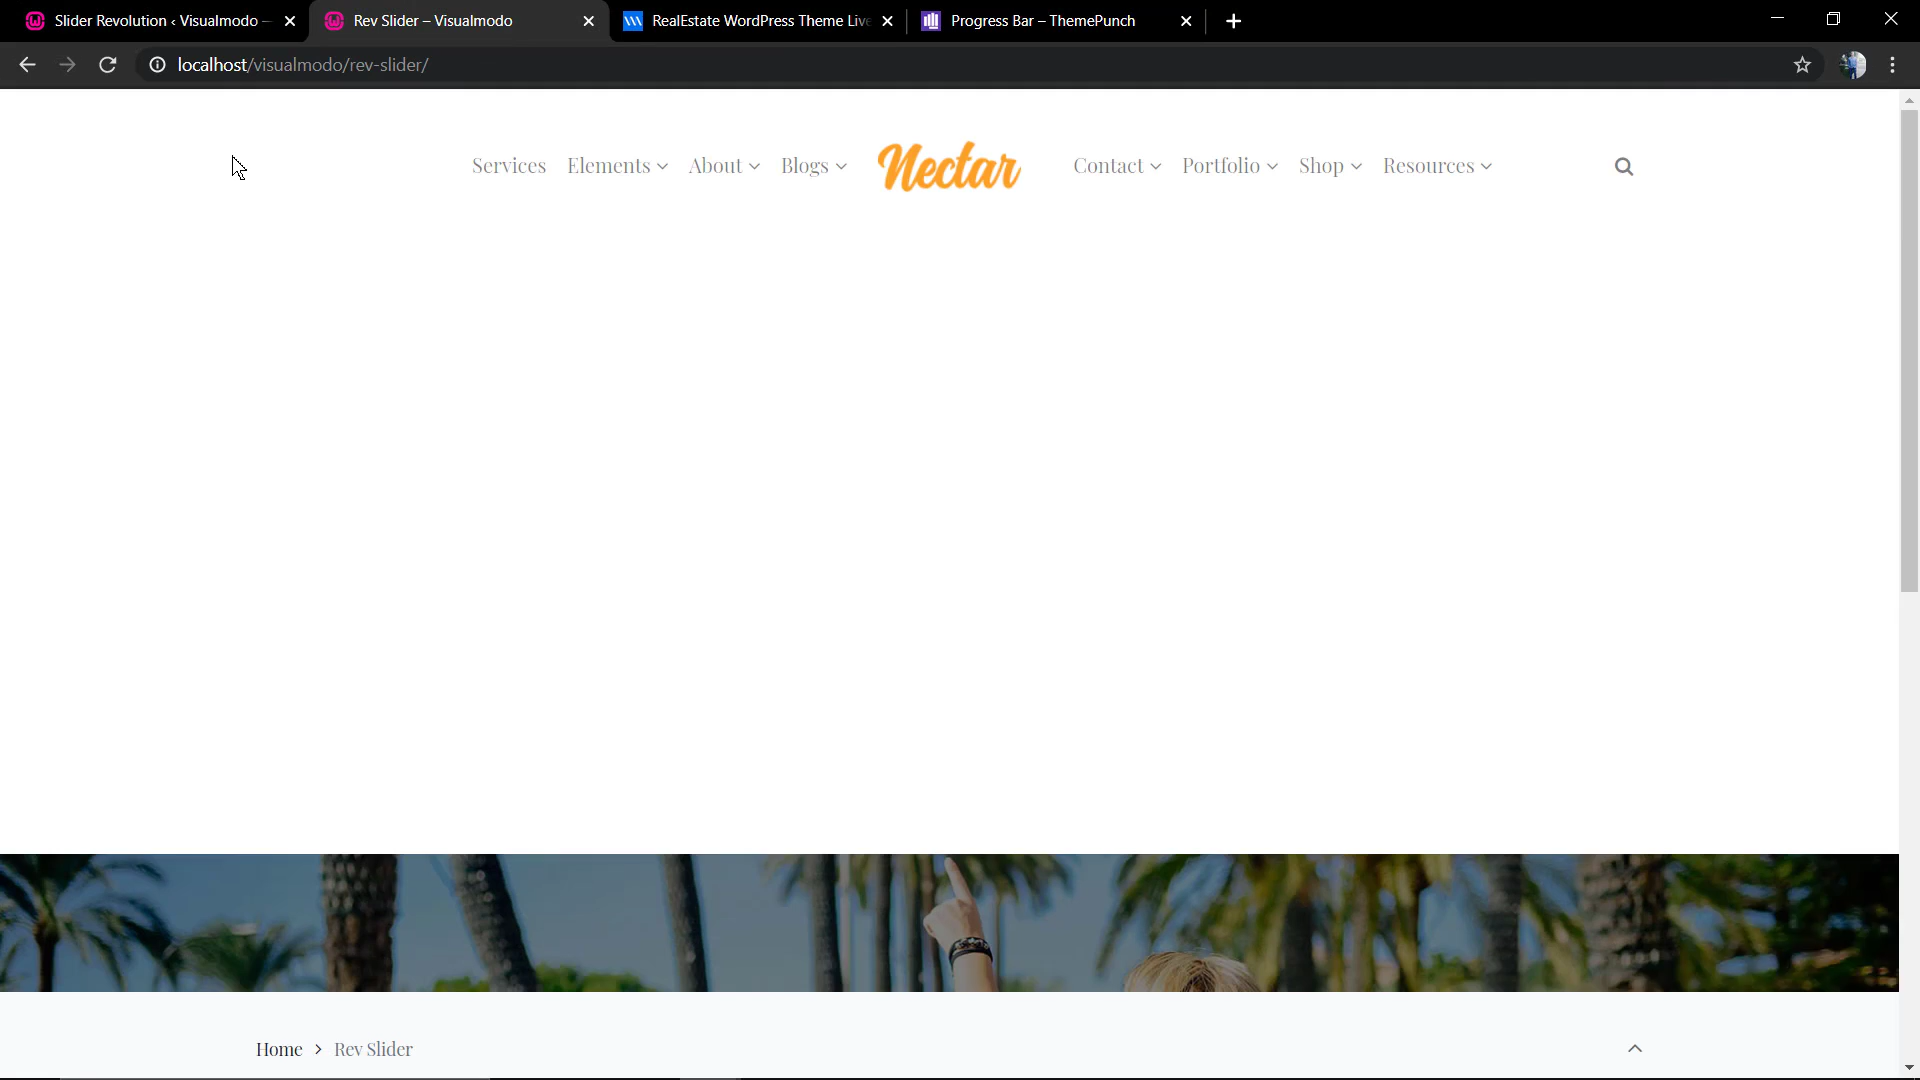 Slider Revolution ‹ Visualmodo —
Rev Slider – Visualmodo
RealEstate WordPress Theme Live
Progress Bar – ThemePunch
localhost/visualmodo/rev-slider/
Services Elements About Blogs Nectar Contact Portfolio Shop Resources
Home > Rev Slider